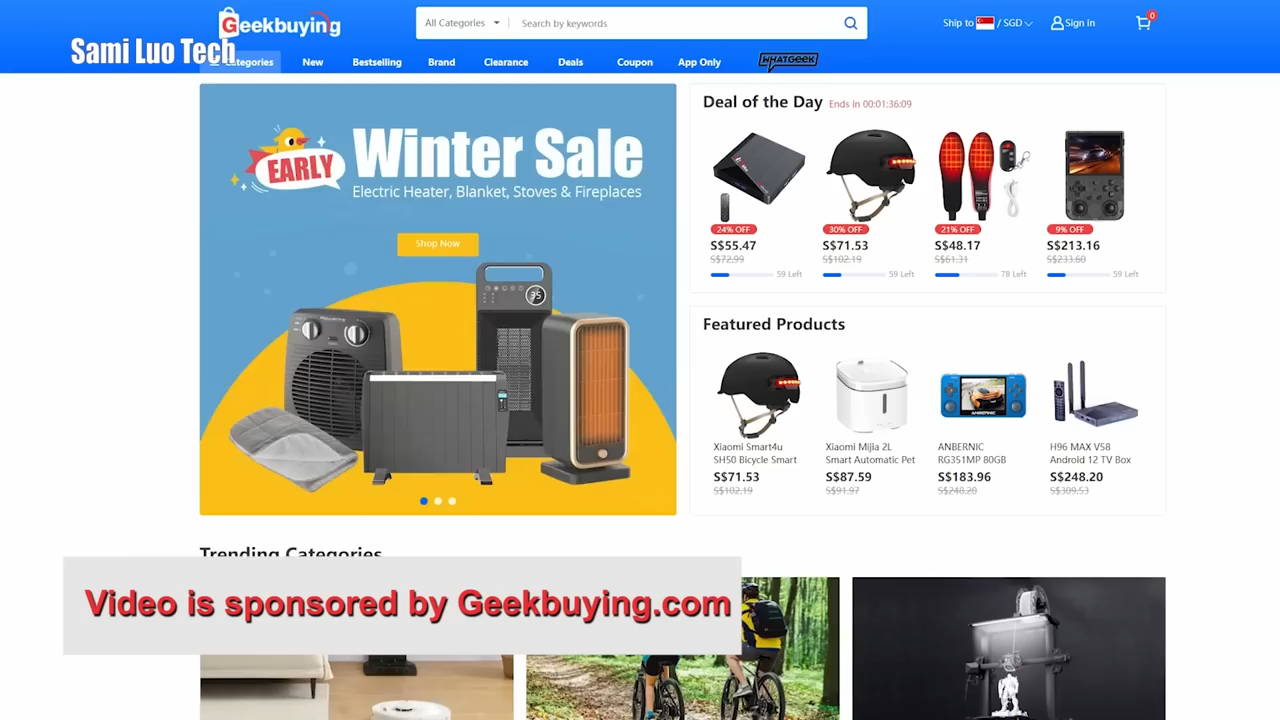 Geekbuying
All Categories
Search by keywords
Ship to / SGD
Sign in
0
Sami Luo Tech
Categories
New
Bestselling
Brand
Clearance
Deals
Coupon
App Only
WHATGEEK
EARLY
Winter Sale
Electric Heater, Blanket, Stoves & Fireplaces
Shop Now
35
Deal of the Day Ends in 00:01:36:09
24% OFF
30% OFF
21% OFF
9% OFF
S$55.47
S$71.53
S$48.17
S$213.16
S$72.99
S$102.19
S$61.31
S$233.60
59 Left
59 Left
78 Left
59 Left
Featured Products
ANBERNIC
Xiaomi Smart4u
SH50 Bicycle Smart
Xiaomi Mijia 2L
Smart Automatic Pet
ANBERNIC
RG351MP 80GB
H96 MAX V58
Android 12 TV Box
S$71.53
S$87.59
S$183.96
S$248.20
S$102.19
S$91.97
S$248.20
S$309.53
Trending Categories
Video is sponsored by Geekbuying.com